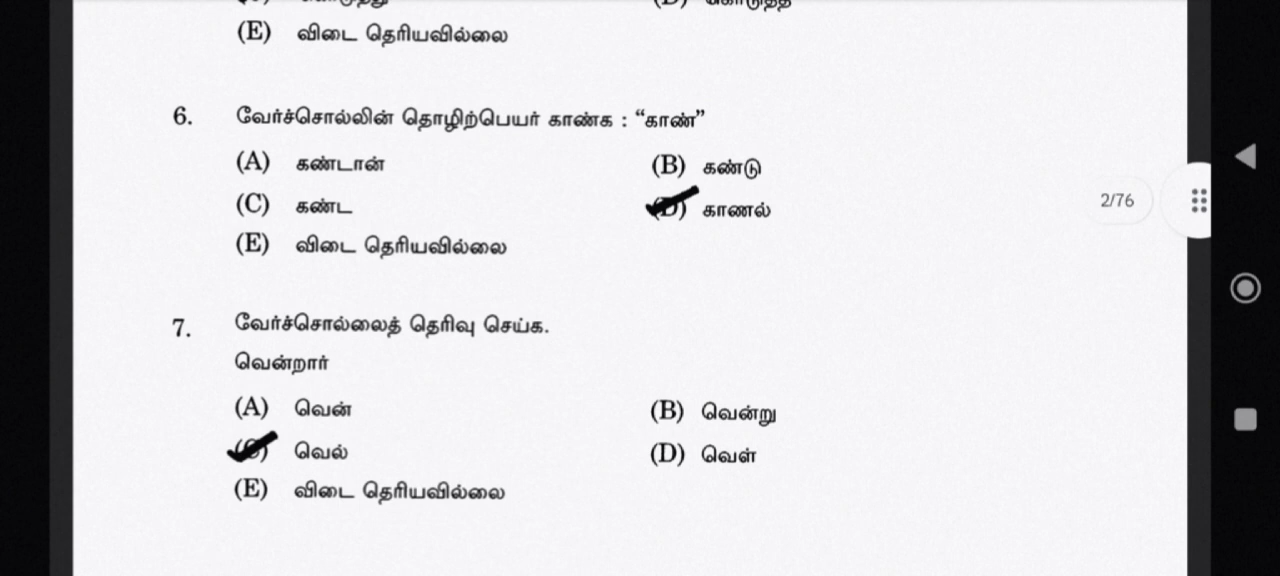 (E) விடை தெரியவில்லை
6. வேர்ச்சொல்லின் தொழிற்பெயர் காண்க : “காண்”
(A) கண்டான் (B) கண்டு
(C) கண்ட (D) காணல்
(E) விடை தெரியவில்லை
2/76
7. வேர்ச்சொல்லைத் தெரிவு செய்க.
வென்றார்
(A) வென் (B) வென்று
(C) வெல் (D) வெள்
(E) விடை தெரியவில்லை